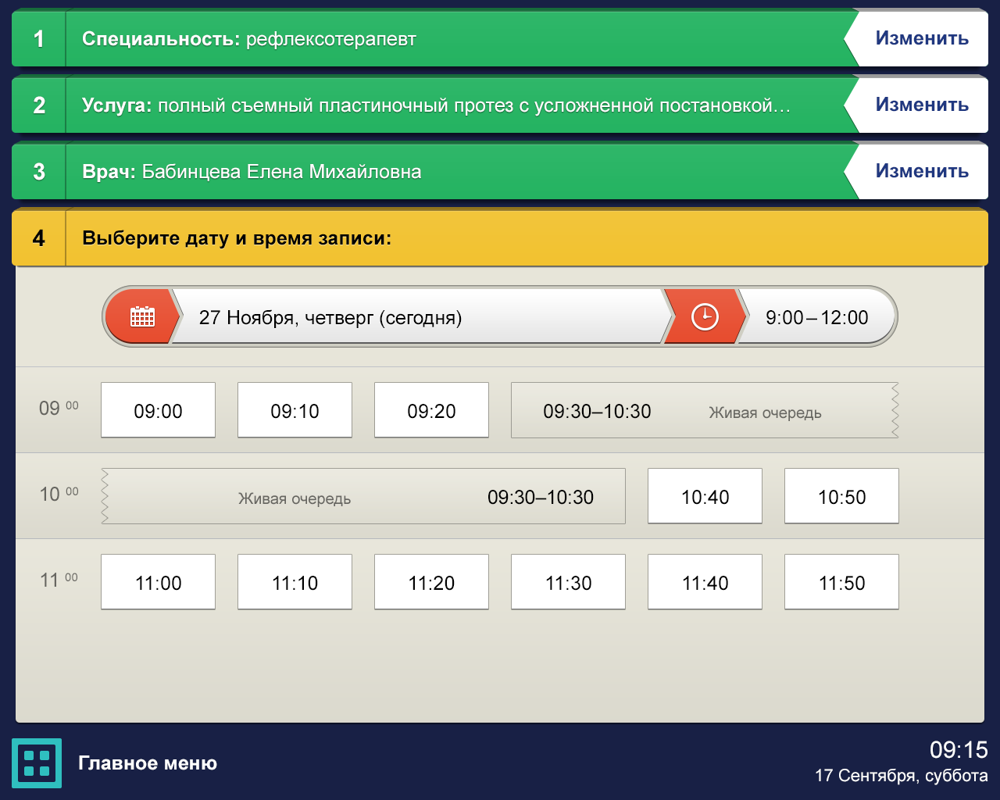 1 Специальность: рефлексотерапевт Изменить
2 Услуга: полный съемный пластиночный протез с усложненной постановкой… Изменить
3 Врач: Бабинцева Елена Михайловна Изменить
4 Выберите дату и время записи:
27 Ноября, четверг (сегодня) 9:00–12:00
09 00 09:00 09:10 09:20 09:30–10:30 Живая очередь
10 00 Живая очередь 09:30–10:30 10:40 10:50
11 00 11:00 11:10 11:20 11:30 11:40 11:50
Главное меню
09:15
17 Сентября, суббота